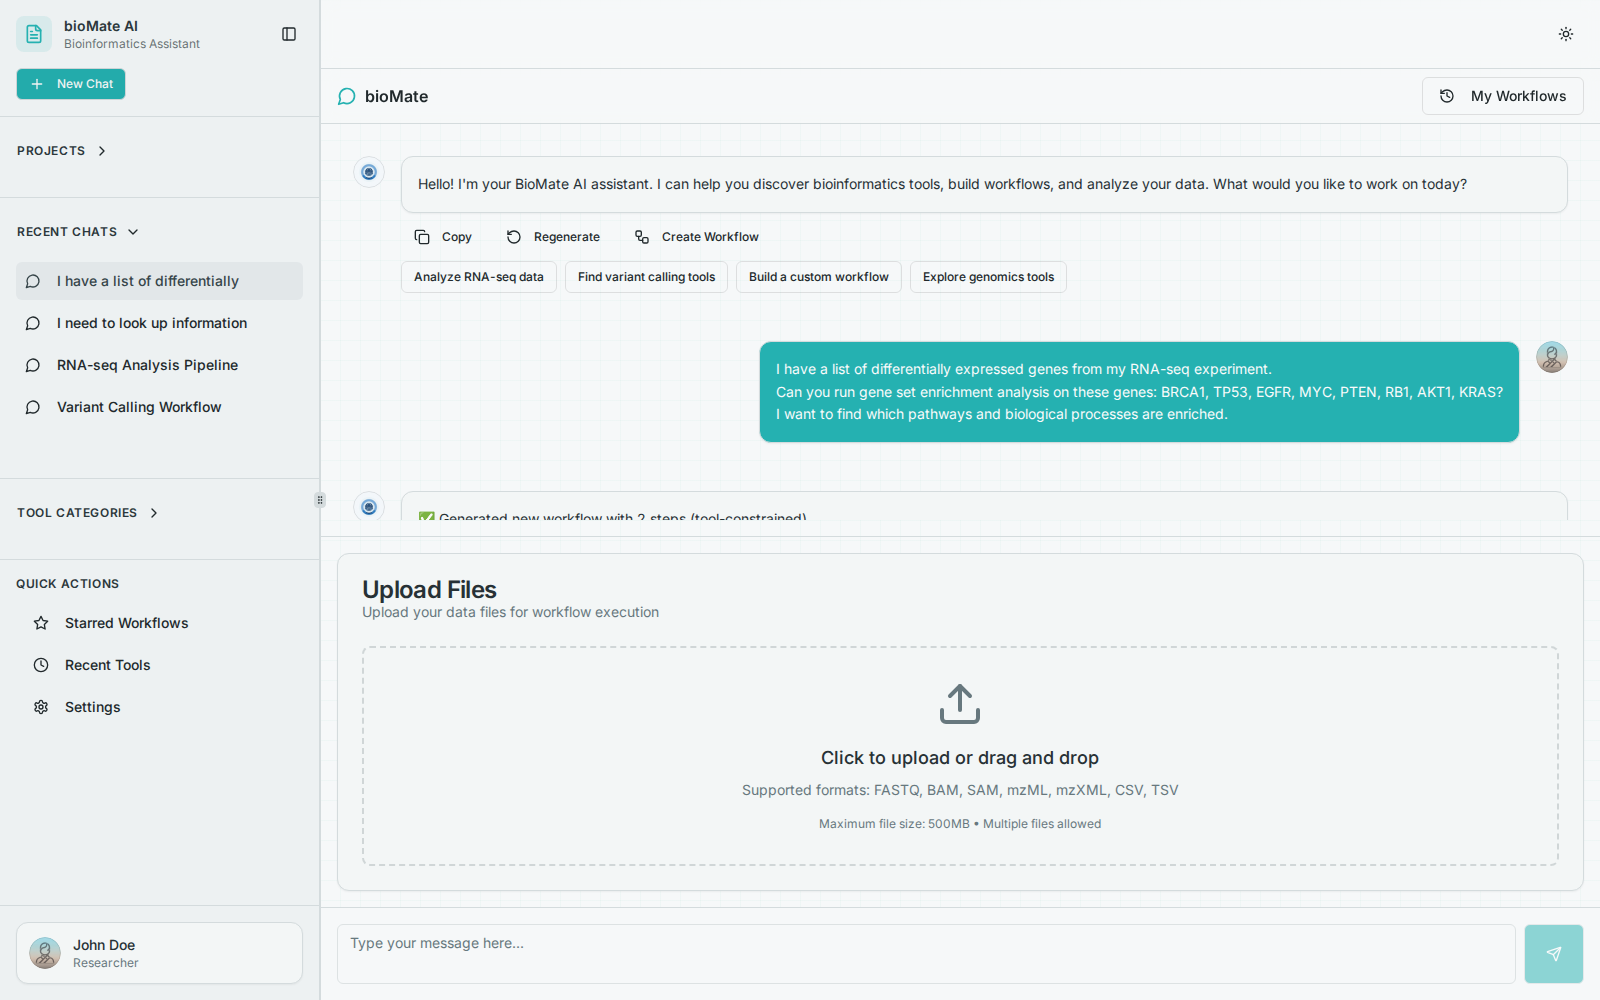 bioMate AI
Bioinformatics Assistant
New Chat
PROJECTS
RECENT CHATS
I have a list of differentially
I need to look up information
RNA-seq Analysis Pipeline
Variant Calling Workflow
TOOL CATEGORIES
QUICK ACTIONS
Starred Workflows
Recent Tools
Settings
John Doe
Researcher
bioMate
My Workflows
Hello! I'm your BioMate AI assistant. I can help you discover bioinformatics tools, build workflows, and analyze your data. What would you like to work on today?
Copy Regenerate Create Workflow
Analyze RNA-seq data Find variant calling tools Build a custom workflow Explore genomics tools
I have a list of differentially expressed genes from my RNA-seq experiment.
Can you run gene set enrichment analysis on these genes: BRCA1, TP53, EGFR, MYC, PTEN, RB1, AKT1, KRAS?
I want to find which pathways and biological processes are enriched.
✅ Generated new workflow with 2 steps (tool-constrained)
Upload Files
Upload your data files for workflow execution
Click to upload or drag and drop
Supported formats: FASTQ, BAM, SAM, mzML, mzXML, CSV, TSV
Maximum file size: 500MB • Multiple files allowed
Type your message here...